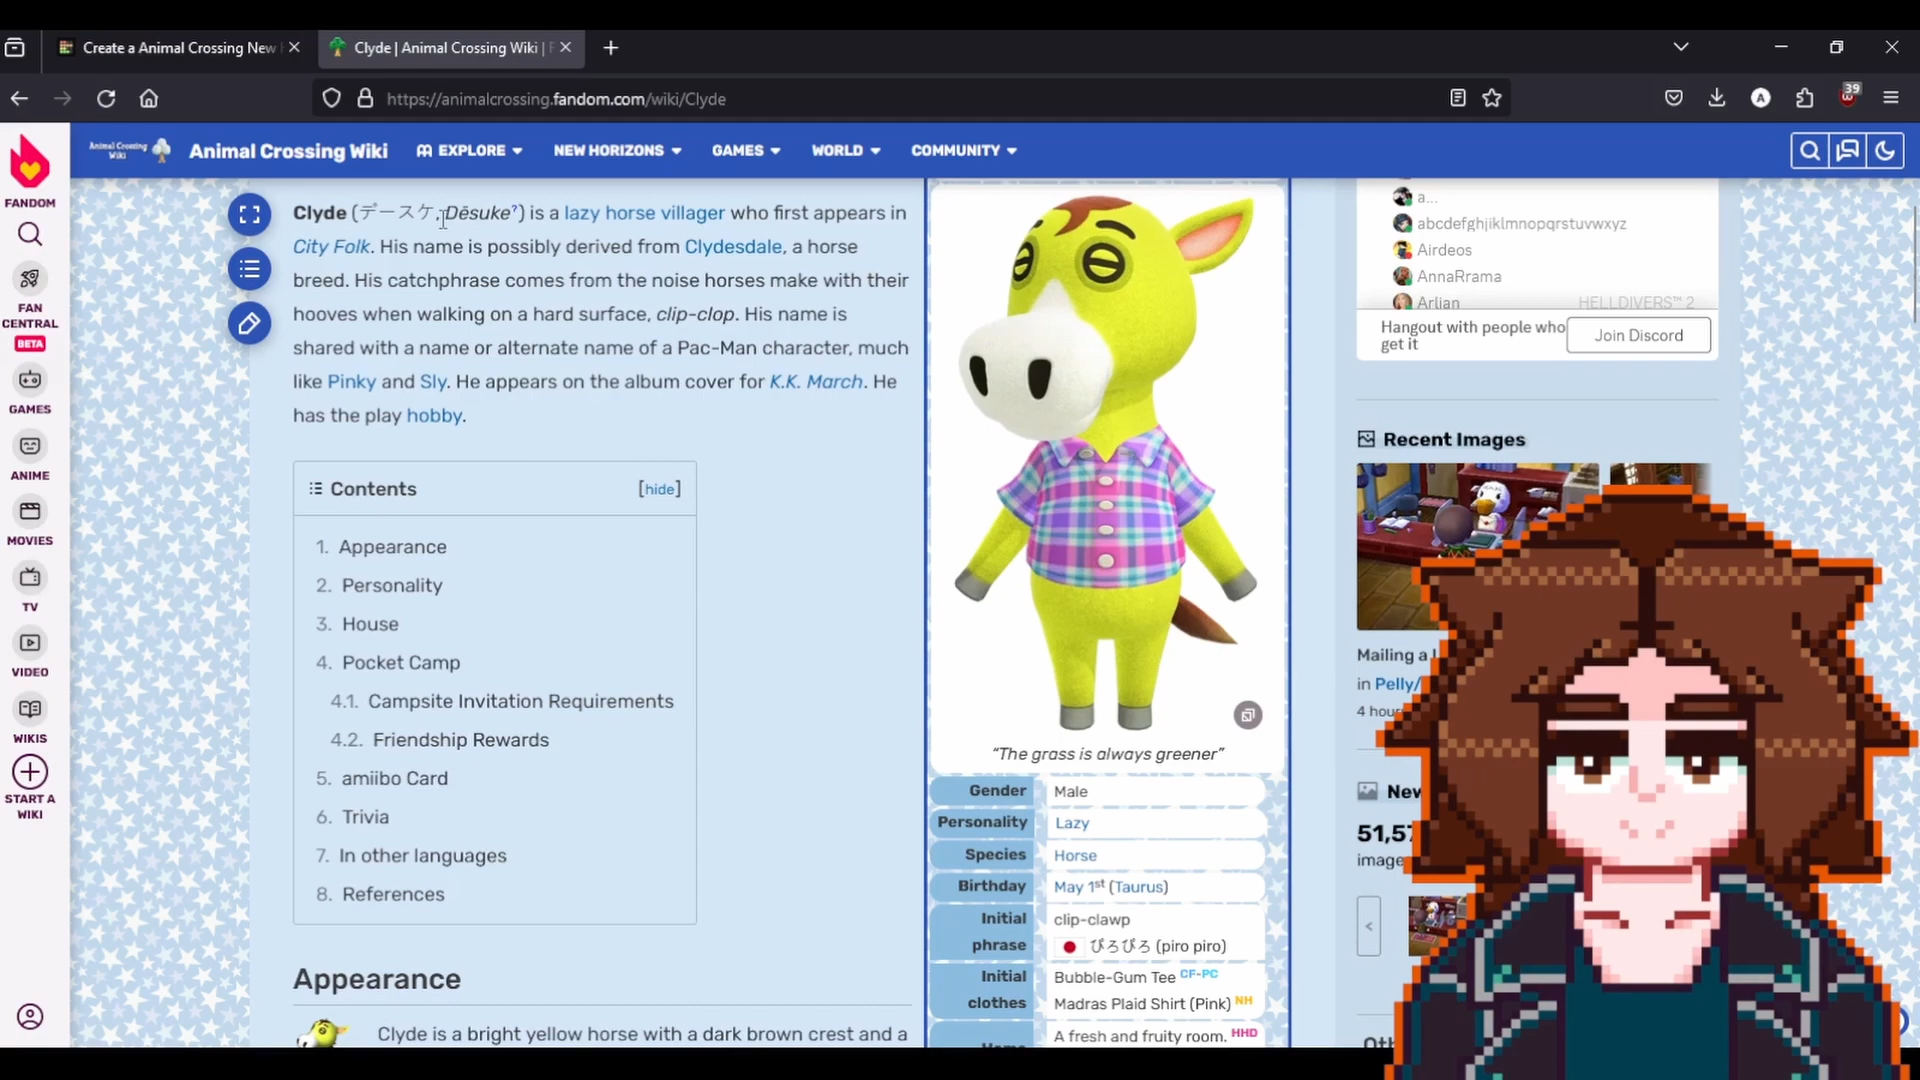 Create a Animal Crossing New
Clyde | Animal Crossing Wiki |
https://animalcrossing.fandom.com/wiki/Clyde
39
A
Animal Crossing Wiki
Animal Crossing Wiki
EXPLORE
NEW HORIZONS
GAMES
WORLD
COMMUNITY
FANDOM
FAN CENTRAL
BETA
GAMES
ANIME
MOVIES
TV
VIDEO
WIKIS
START A WIKI
Clyde (デースケ, Dēsuke?) is a lazy horse villager who first appears in
City Folk. His name is possibly derived from Clydesdale, a horse
breed. His catchphrase comes from the noise horses make with their
hooves when walking on a hard surface, clip-clop. His name is
shared with a name or alternate name of a Pac-Man character, much
like Pinky and Sly. He appears on the album cover for K.K. March. He
has the play hobby.
Contents [hide]
1. Appearance
2. Personality
3. House
4. Pocket Camp
4.1. Campsite Invitation Requirements
4.2. Friendship Rewards
5. amiibo Card
6. Trivia
7. In other languages
8. References
Appearance
Clyde is a bright yellow horse with a dark brown crest and a
“The grass is always greener”
Gender Male
Personality Lazy
Species Horse
Birthday May 1st (Taurus)
Initial phrase clip-clawp
ぴろぴろ (piro piro)
Initial clothes Bubble-Gum Tee CF-PC
Madras Plaid Shirt (Pink) NH
A fresh and fruity room. HHD
a...
abcdefghjiklmnopqrstuvwxyz
Airdeos
AnnaRrama
Arlian HELLDIVERS™ 2
Hangout with people who
get it
Join Discord
Recent Images
Mailing a
in Pelly/
4 hour
New
51,57
image
Oth